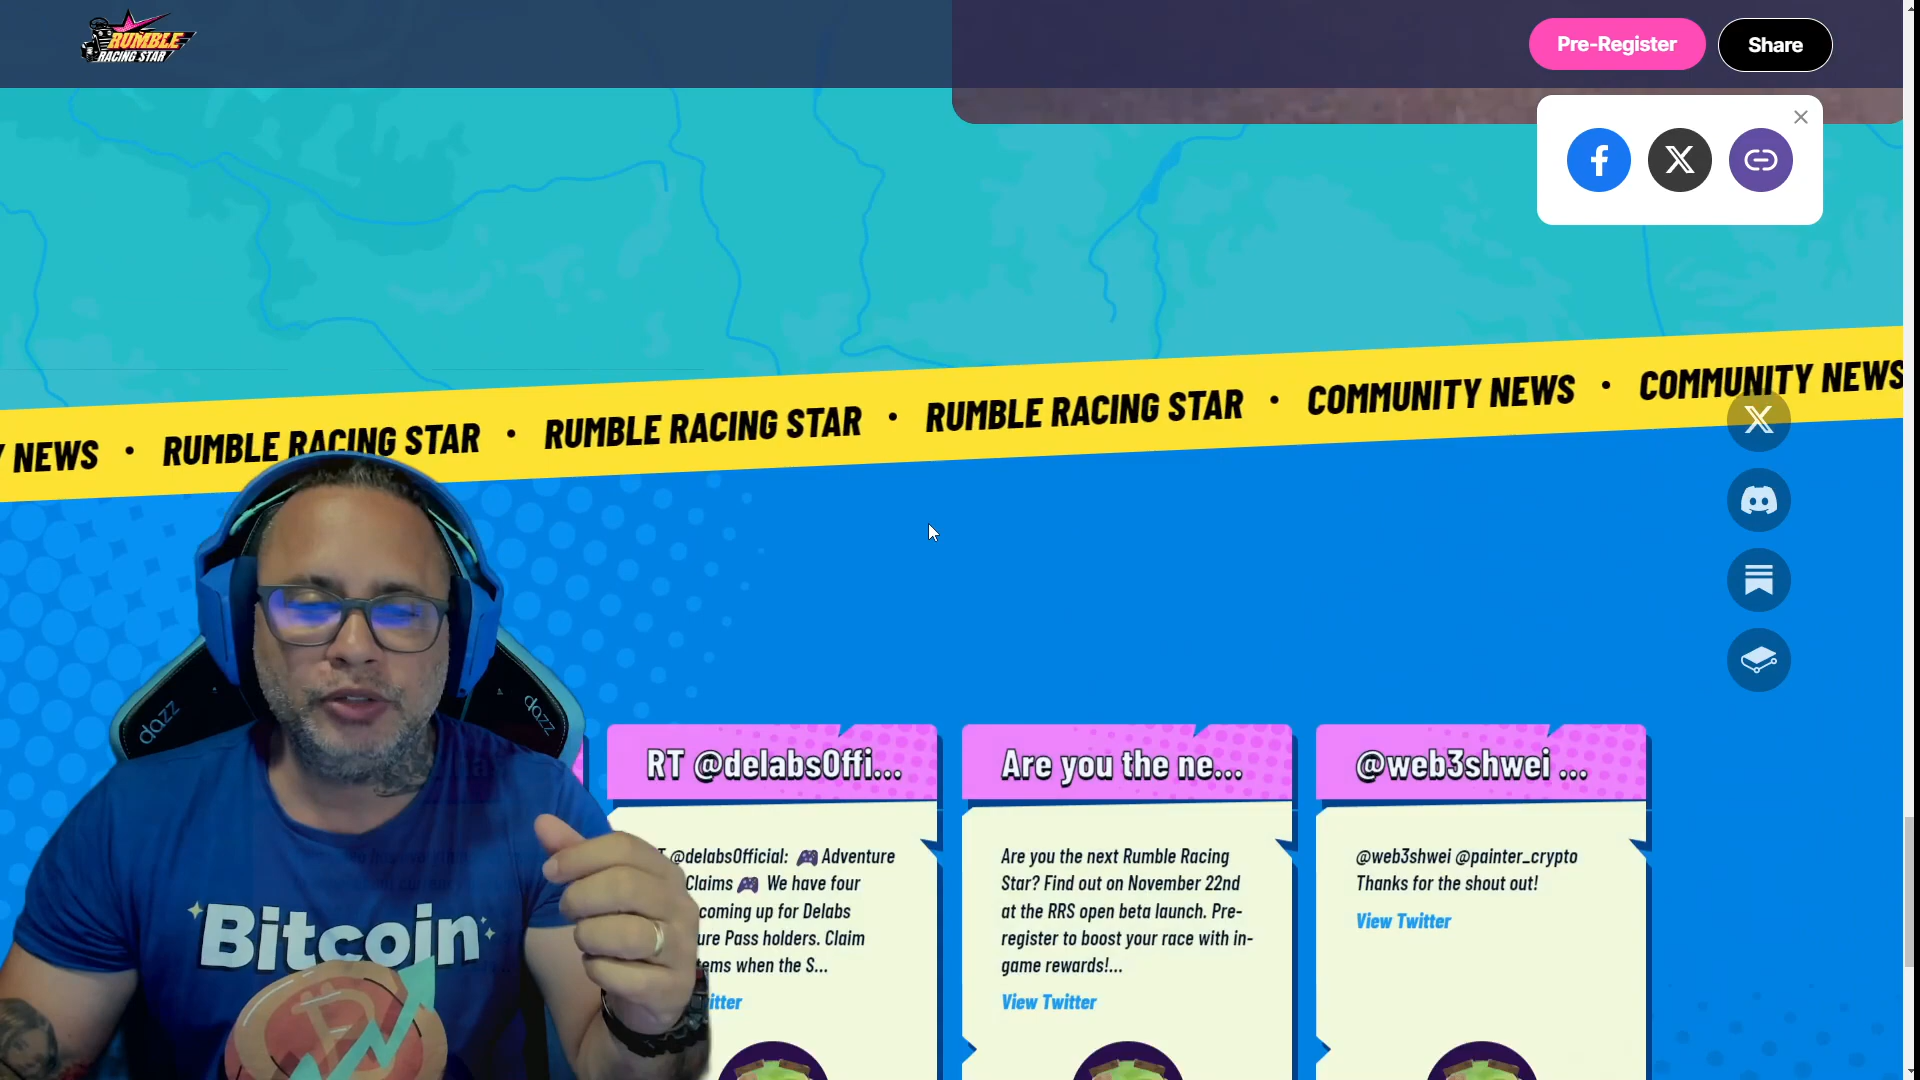 RUMBLE
RACING STAR
Pre-Register
Share
NEWS • RUMBLE RACING STAR • RUMBLE RACING STAR • RUMBLE RACING STAR • COMMUNITY NEWS • COMMUNITY NEWS
dazz
dazz
Bitcoin
RT @delabsOffi...
@delabsOfficial: 🎮 Adventure
Claims 🎮 We have four
coming up for Delabs
ure Pass holders. Claim
tems when the S...
itter
Are you the ne...
Are you the next Rumble Racing
Star? Find out on November 22nd
at the RRS open beta launch. Pre-
register to boost your race with in-
game rewards!...
View Twitter
@web3shwei ...
@web3shwei @painter_crypto
Thanks for the shout out!
View Twitter